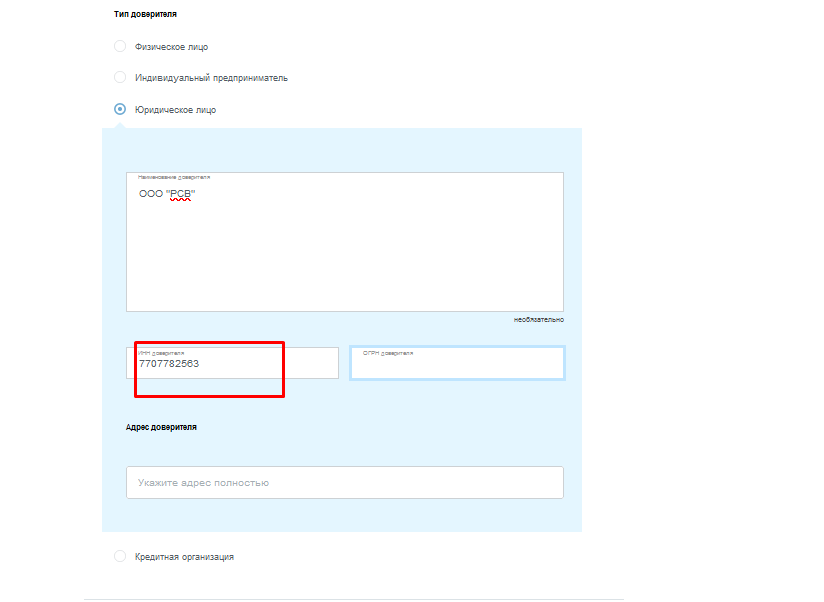 Тип доверителя
Физическое лицо
Индивидуальный предприниматель
Юридическое лицо
Наименование доверителя
ООО "РСВ"
необязательно
ИНН доверителя
7707782563
ОГРН доверителя
Адрес доверителя
Укажите адрес полностью
Кредитная организация